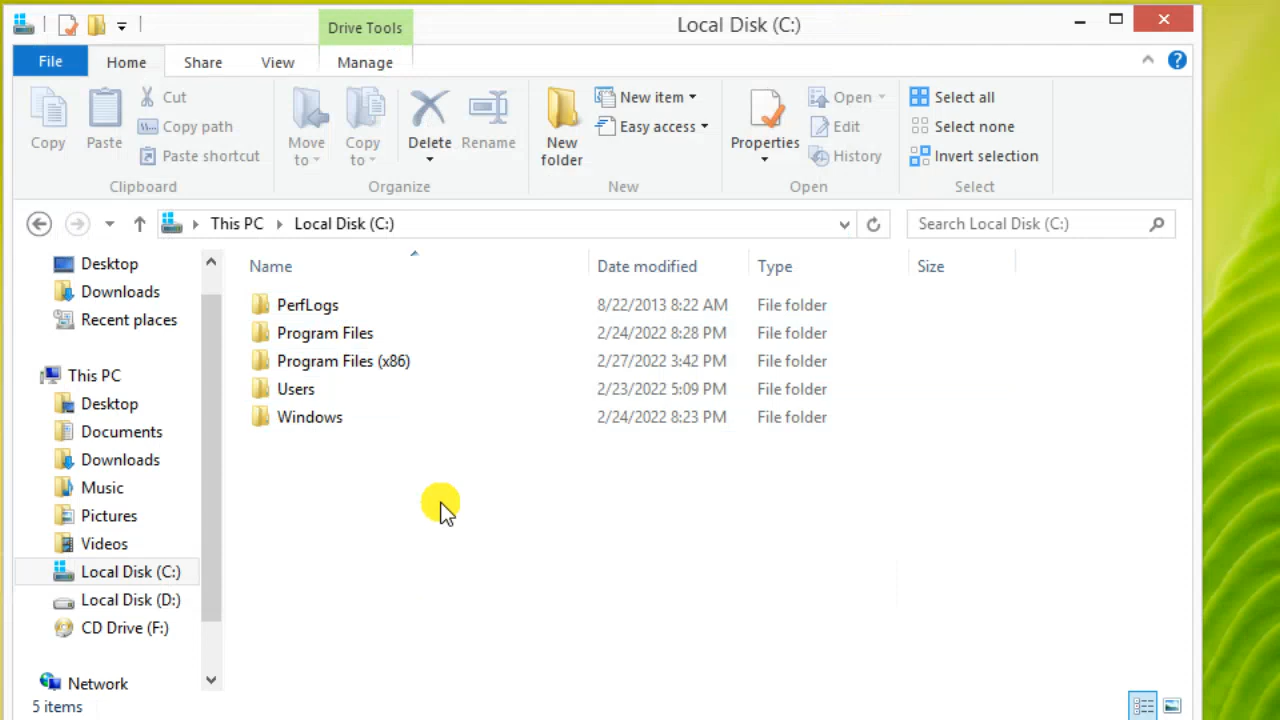 Drive Tools
Local Disk (C:)
File Home Share View Manage
Copy
Paste
Cut
Copy path
Paste shortcut
Clipboard
Move to
Copy to
Delete
Rename
Organize
New folder
New item
Easy access
New
Properties
Open
Edit
History
Open
Select all
Select none
Invert selection
Select
This PC Local Disk (C:)
Search Local Disk (C:)
Desktop
Downloads
Recent places
This PC
Desktop
Documents
Downloads
Music
Pictures
Videos
Local Disk (C:)
Local Disk (D:)
CD Drive (F:)
Network
Name Date modified Type Size
PerfLogs 8/22/2013 8:22 AM File folder
Program Files 2/24/2022 8:28 PM File folder
Program Files (x86) 2/27/2022 3:42 PM File folder
Users 2/23/2022 5:09 PM File folder
Windows 2/24/2022 8:23 PM File folder
5 items